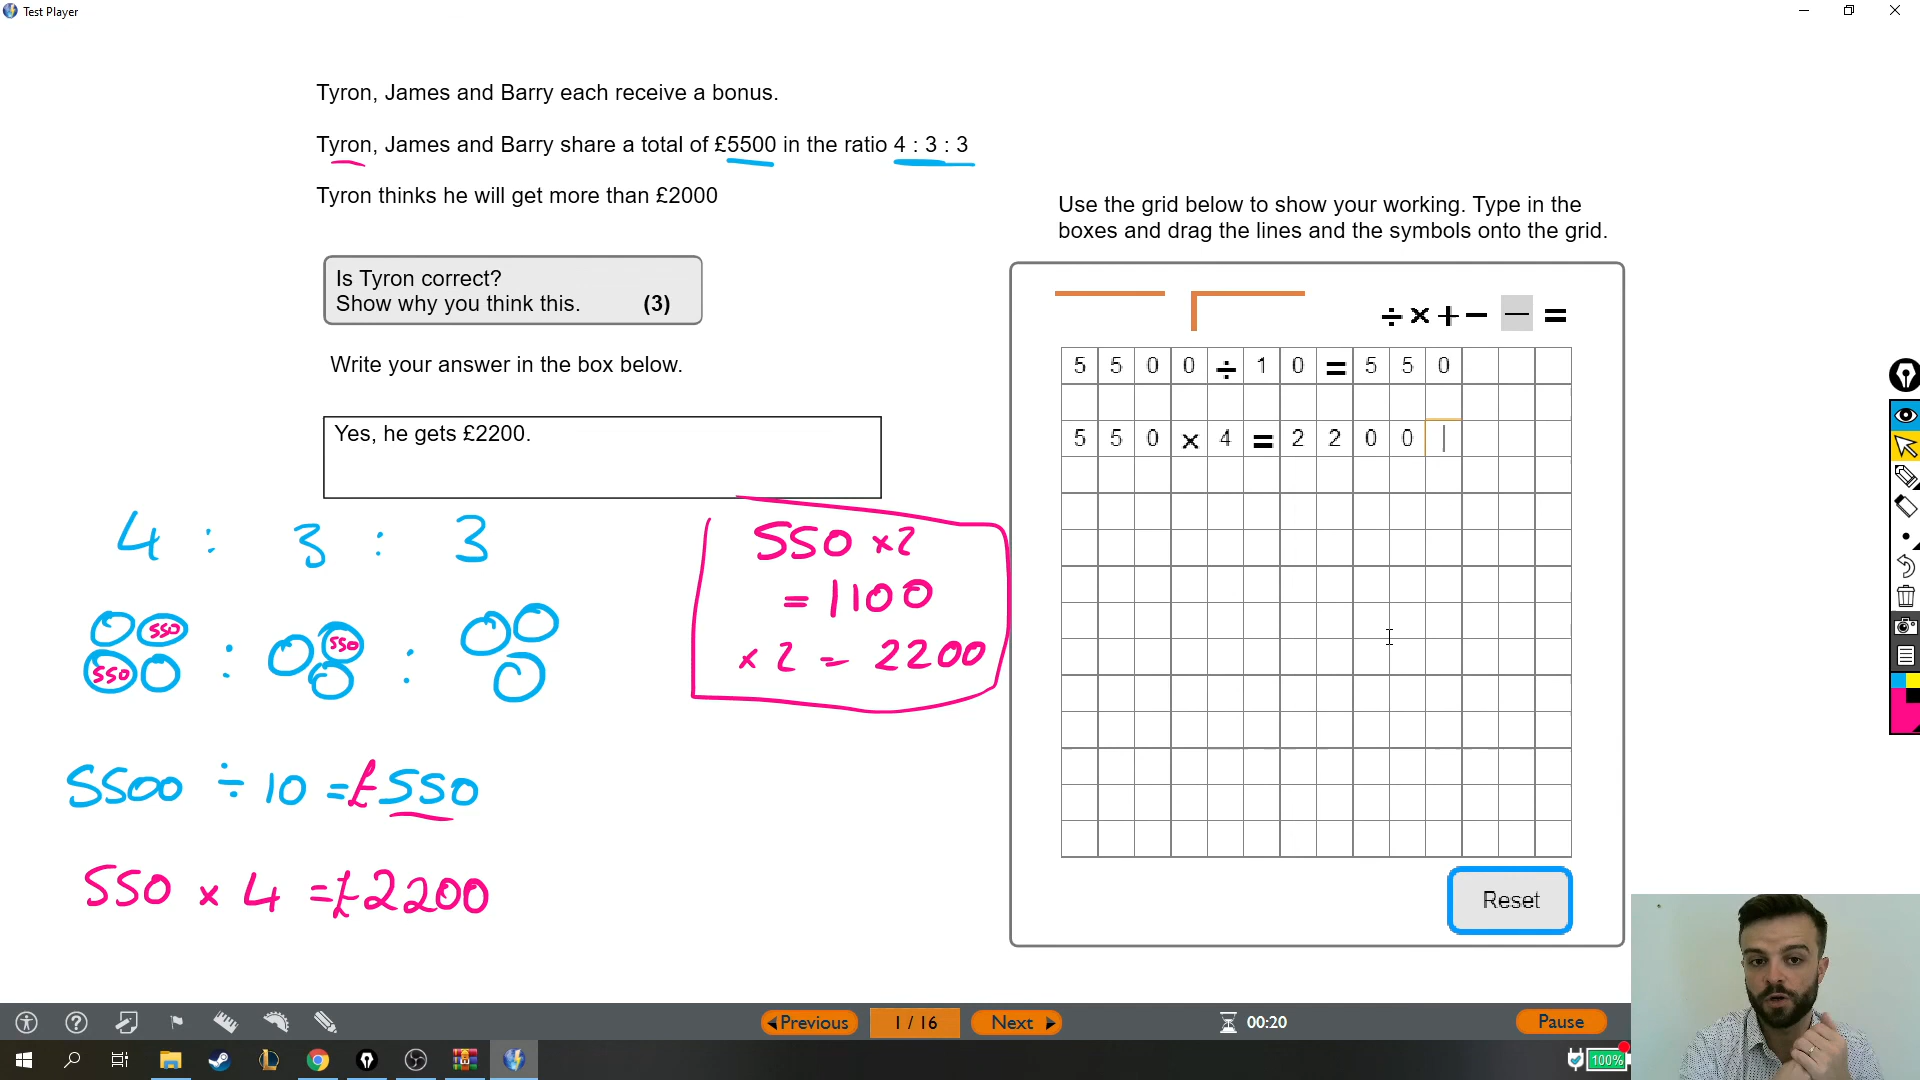 Test Player
Tyron, James and Barry each receive a bonus.
Tyron, James and Barry share a total of £5500 in the ratio 4 : 3 : 3
Tyron thinks he will get more than £2000
Is Tyron correct?
Show why you think this. (3)
Write your answer in the box below.
Yes, he gets £2200.
4 : 3 : 3
550
550
550
5500 ÷ 10 = £550
550 × 4 = £2200
550 ×2
= 1100
× 2 = 2200
Use the grid below to show your working. Type in the
boxes and drag the lines and the symbols onto the grid.
÷ × + − — =
5 5 0 0 ÷ 1 0 = 5 5 0
5 5 0 × 4 = 2 2 0 0
Reset
Previous 1 / 16 Next 00:20 Pause
100%